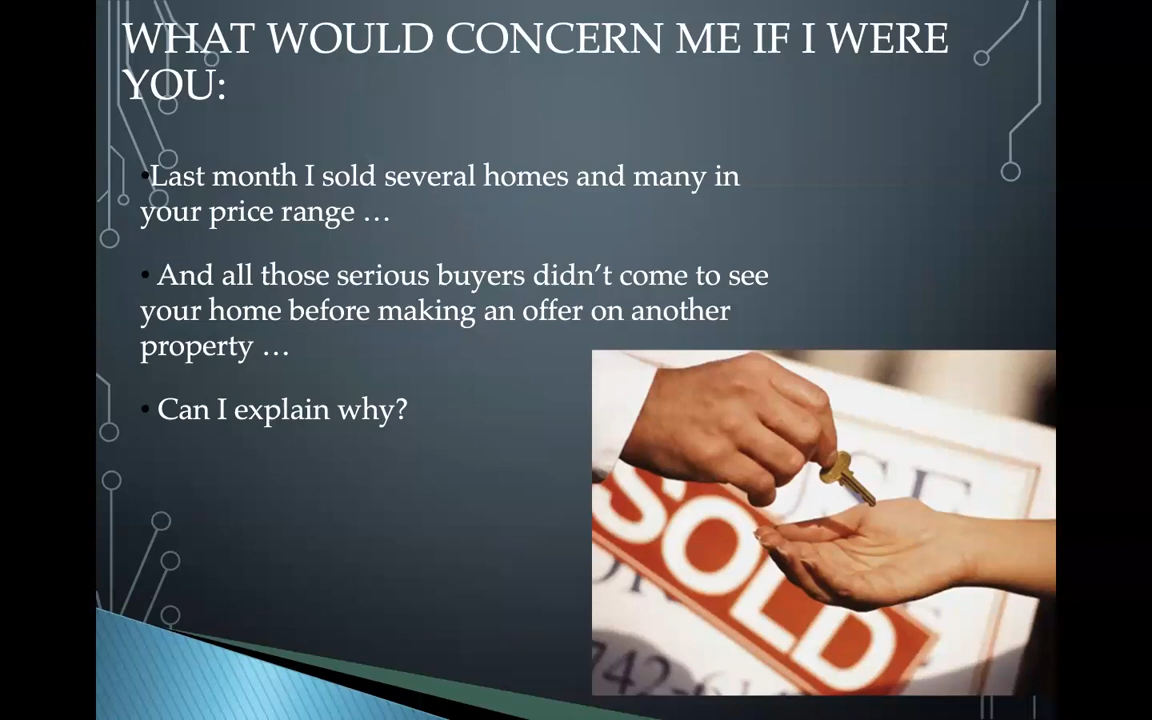 WHAT WOULD CONCERN ME IF I WERE
YOU:
•Last month I sold several homes and many in
your price range …
• And all those serious buyers didn’t come to see
your home before making an offer on another
property …
• Can I explain why?
SOLD
742-61